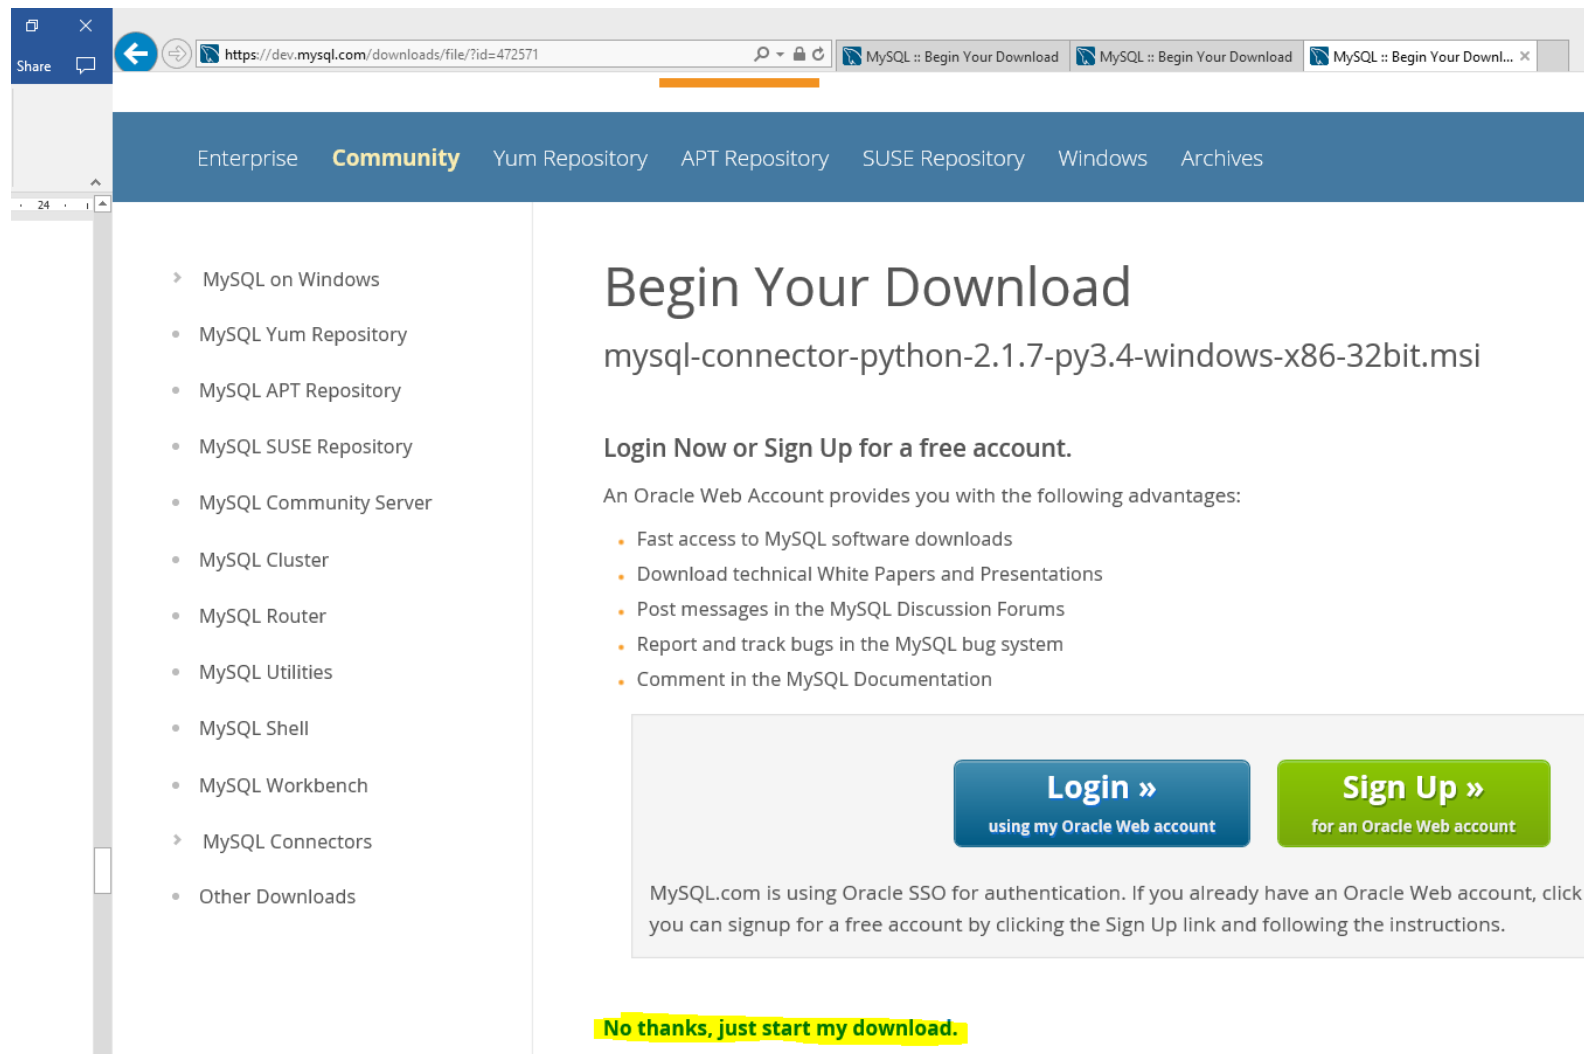 Share
24
https://dev.mysql.com/downloads/file/?id=472571
MySQL :: Begin Your Download
MySQL :: Begin Your Download
MySQL :: Begin Your Downl...
Enterprise Community Yum Repository APT Repository SUSE Repository Windows Archives
MySQL on Windows
MySQL Yum Repository
MySQL APT Repository
MySQL SUSE Repository
MySQL Community Server
MySQL Cluster
MySQL Router
MySQL Utilities
MySQL Shell
MySQL Workbench
MySQL Connectors
Other Downloads
Begin Your Download
mysql-connector-python-2.1.7-py3.4-windows-x86-32bit.msi
Login Now or Sign Up for a free account.
An Oracle Web Account provides you with the following advantages:
Fast access to MySQL software downloads
Download technical White Papers and Presentations
Post messages in the MySQL Discussion Forums
Report and track bugs in the MySQL bug system
Comment in the MySQL Documentation
Login »
using my Oracle Web account
Sign Up »
for an Oracle Web account
MySQL.com is using Oracle SSO for authentication. If you already have an Oracle Web account, click
you can signup for a free account by clicking the Sign Up link and following the instructions.
No thanks, just start my download.